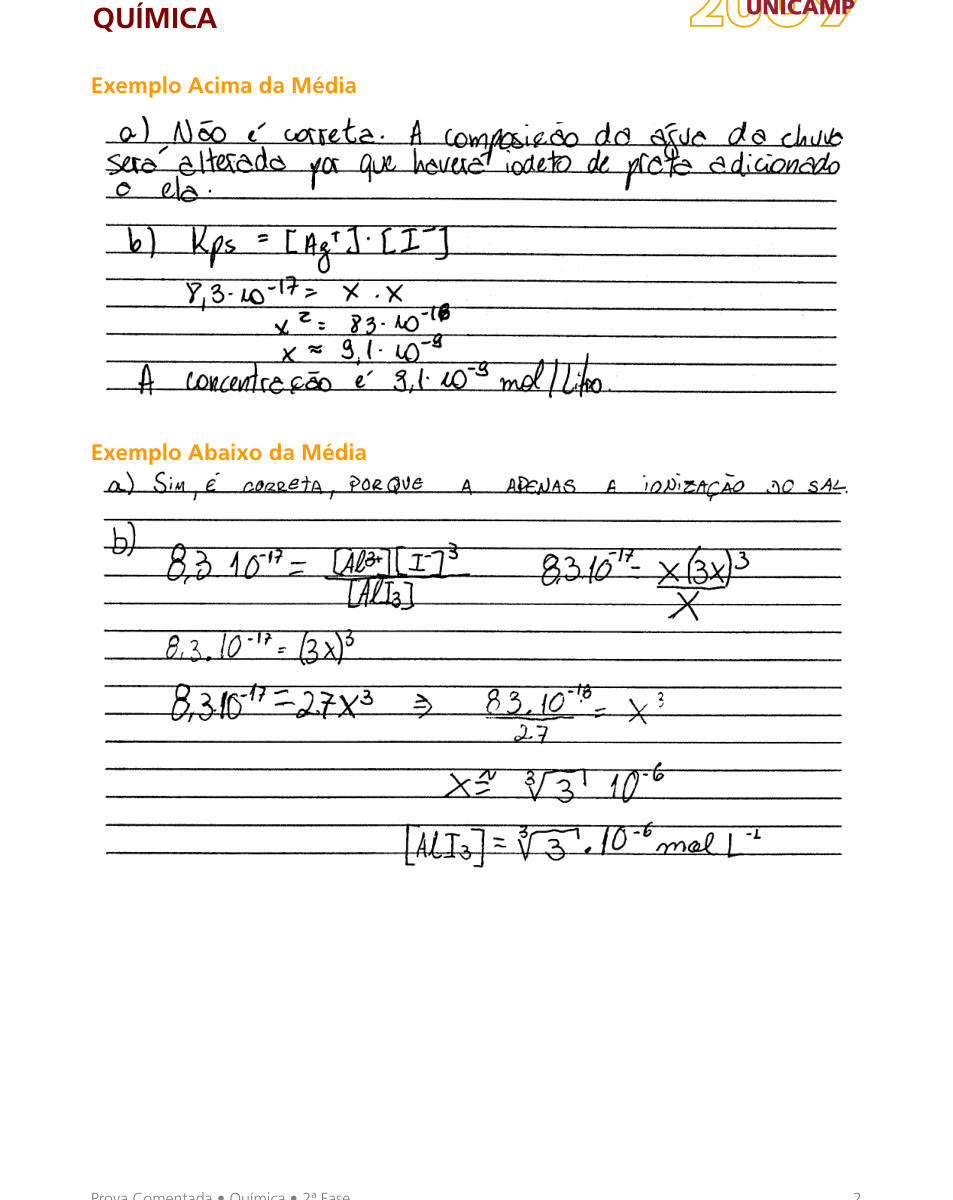 QUÍMICA
2009 UNICAMP
Exemplo Acima da Média
a) Não é correta. A composição da água da chuva
será alterada por que haverá iodeto de prata adicionado
a ela.
b) Kps = [Ag⁺]·[I⁻]
8,3·10⁻¹⁷ = x · x
x² = 83·10⁻¹⁸
x ≈ 9,1·10⁻⁹
A concentração é 9,1·10⁻⁹ mol/Litro.
Exemplo Abaixo da Média
a) SIM, É CORRETA, PORQUE A APENAS A IONIZAÇÃO DO SAL.
b)
8,3 10⁻¹⁷ = [Al³⁺][I⁻]³ / [AlI₃] 8,3.10⁻¹⁷ = x(3x)³ / x
8,3.10⁻¹⁷ = (3x)³
8,3.10⁻¹⁷ = 27x³ ⇒ 83.10⁻¹⁸ / 27 = x³
x ≅ ³√3 10⁻⁶
[AlI₃] = ³√3 . 10⁻⁶ mol L⁻¹
Prova Comentada • Química • 2ª Fase 2